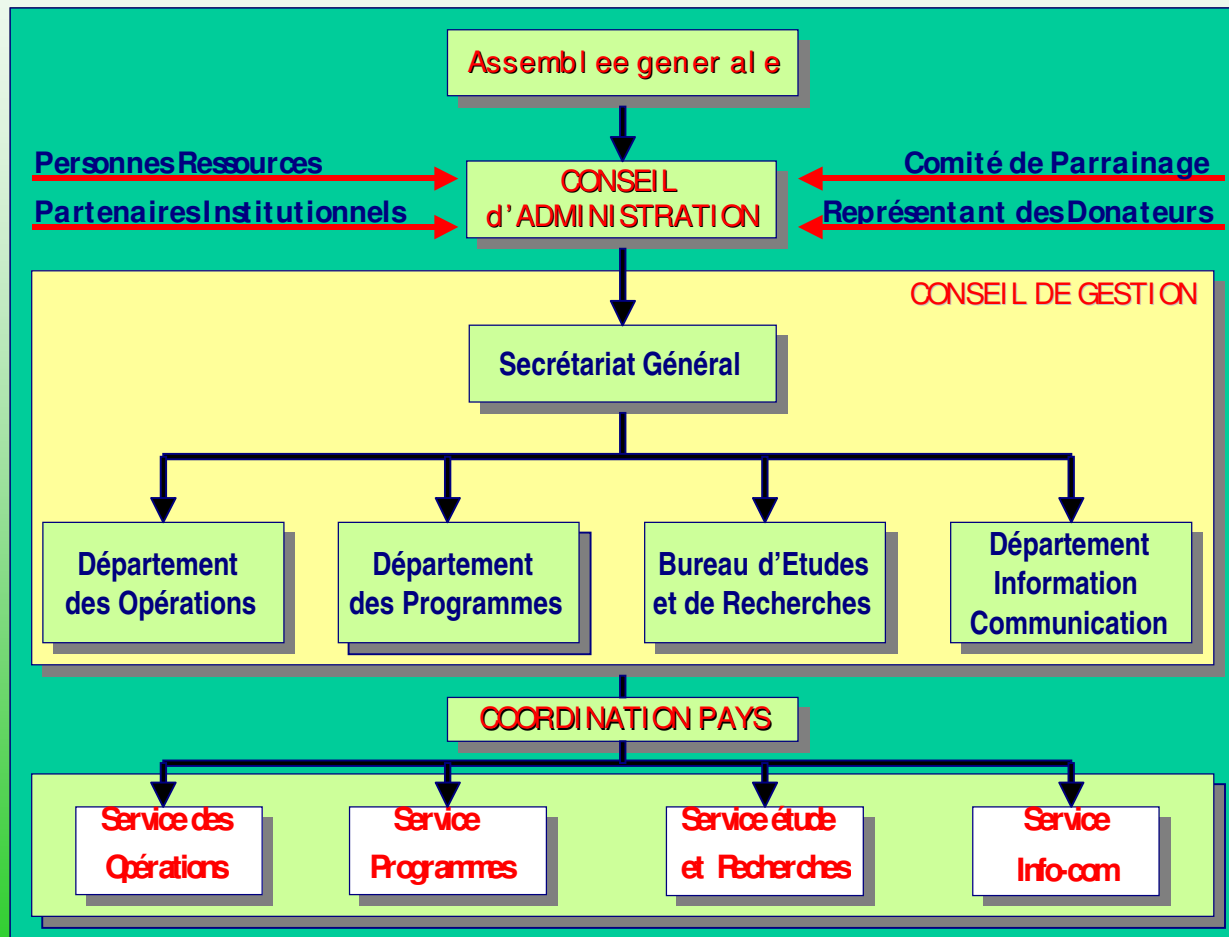 Assemblee generale
Personnes Ressources
Comité de Parrainage
CONSEIL
d'ADMINISTRATION
Partenaires Institutionnels
Représentant des Donateurs
CONSEIL DE GESTION
Secrétariat Général
Département
des Opérations
Département
des Programmes
Bureau d'Etudes
et de Recherches
Département
Information
Communication
COORDINATION PAYS
Service des
Opérations
Service
Programmes
Service étude
et Recherches
Service
Info-com